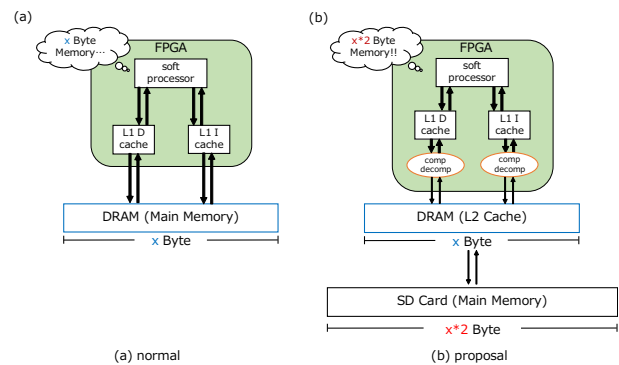 (a)
x Byte
Memory…
FPGA
soft
processor
L1 D
cache
L1 I
cache
DRAM (Main Memory)
x Byte
(a) normal
(b)
x*2 Byte
Memory!!
FPGA
soft
processor
L1 D
cache
L1 I
cache
comp
decomp
comp
decomp
DRAM (L2 Cache)
x Byte
SD Card (Main Memory)
x*2 Byte
(b) proposal